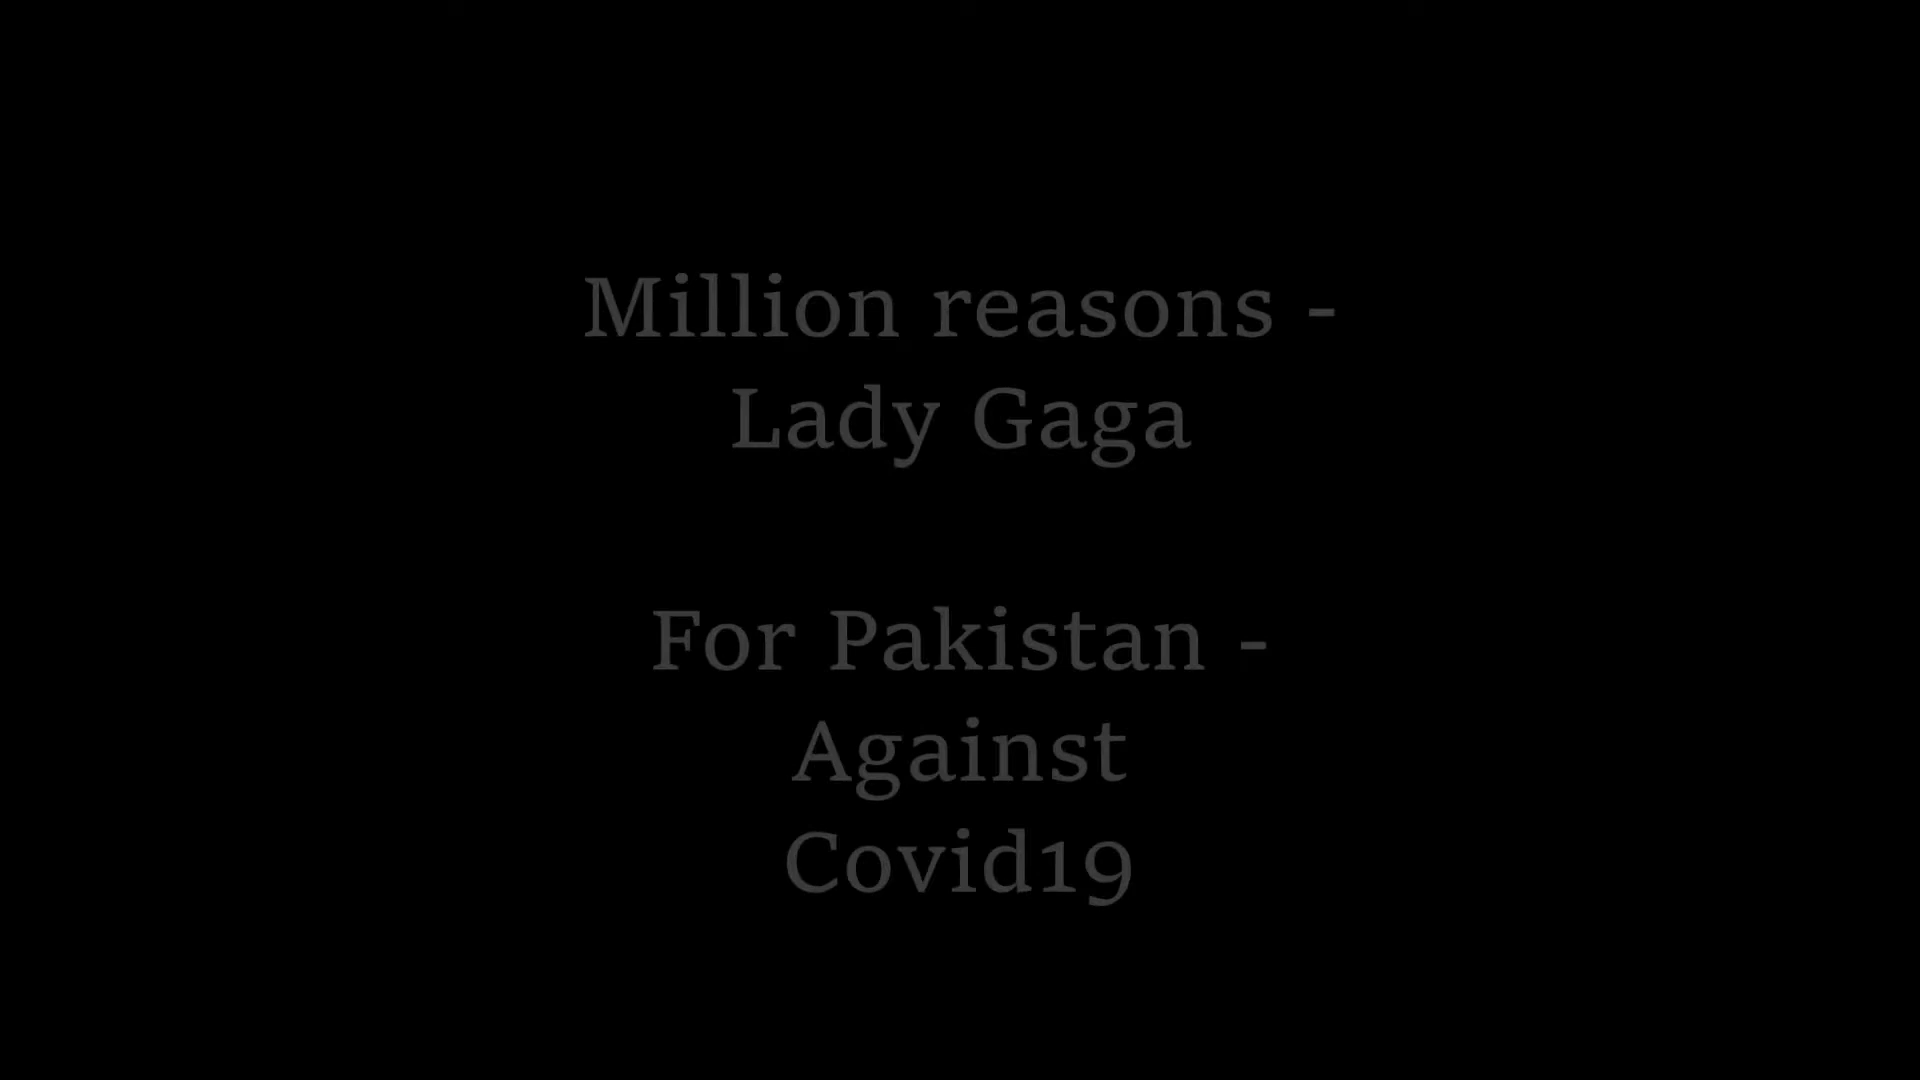 Million reasons -
Lady Gaga
For Pakistan -
Against
Covid19